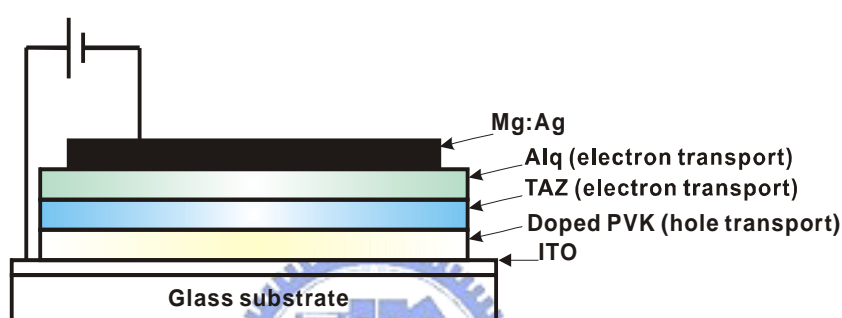 Mg:Ag
Alq (electron transport)
TAZ (electron transport)
Doped PVK (hole transport)
ITO
Glass substrate